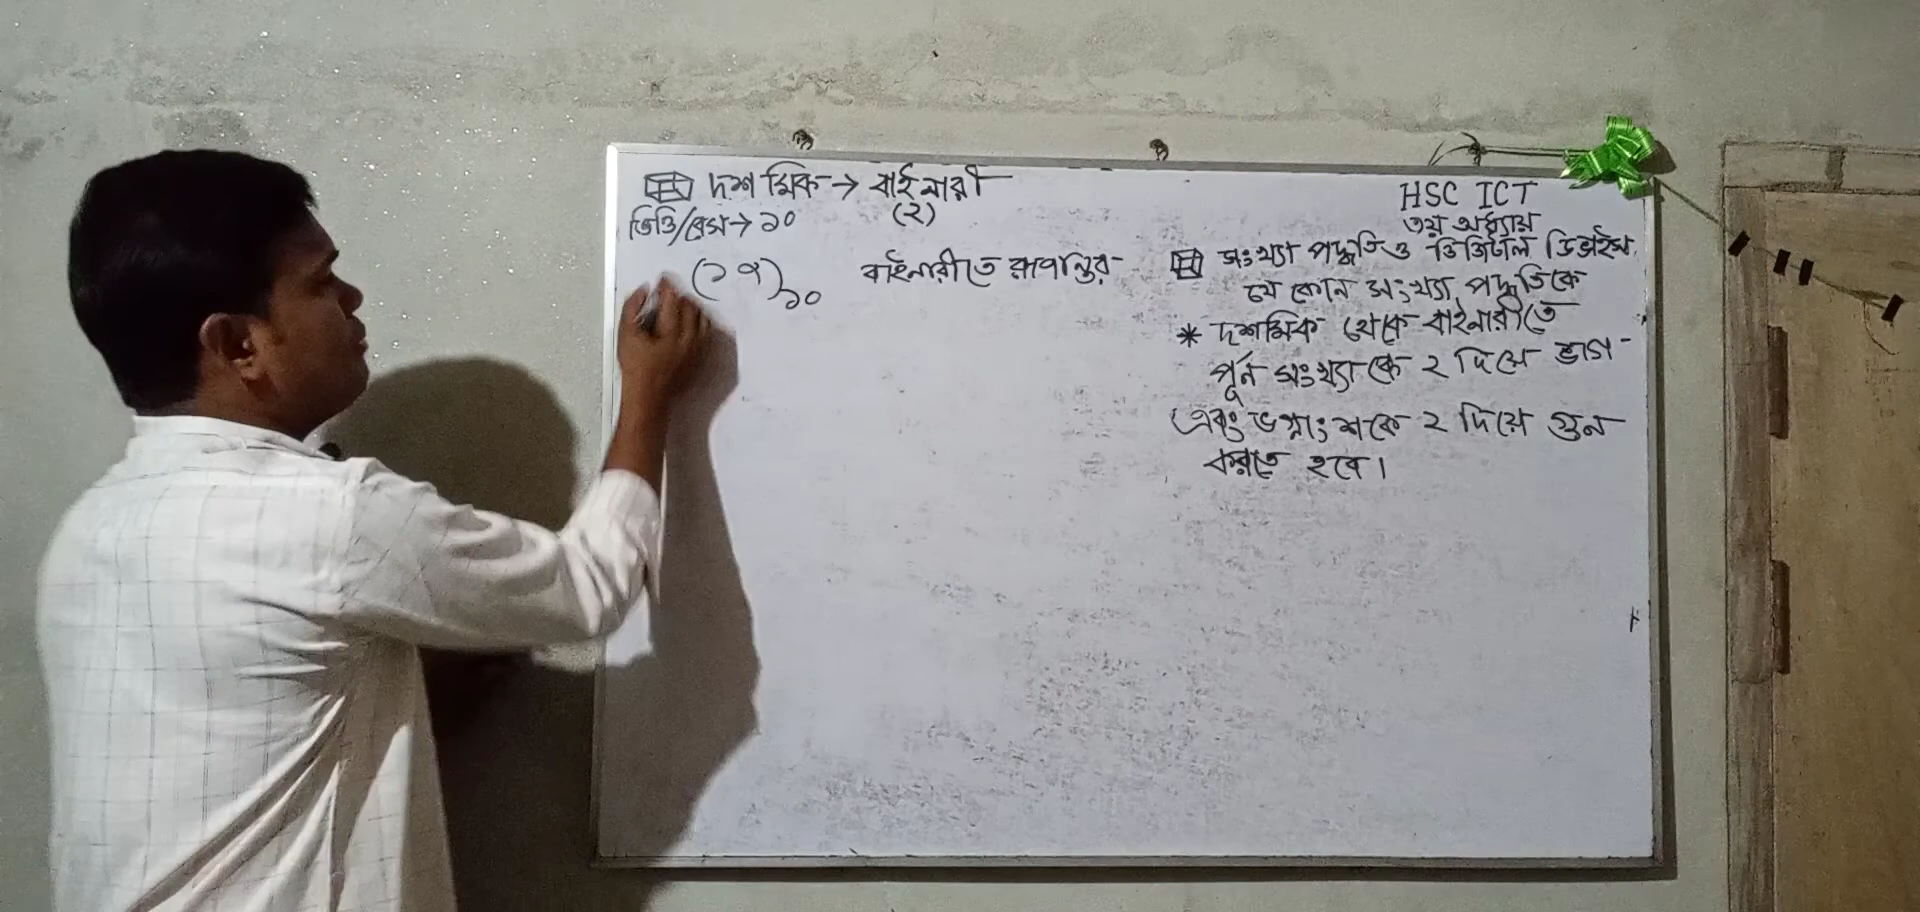 দশমিক → বাইনারী
ভিত্তি/বেস → ১০ (২)
(১৭)১০ বাইনারীতে রূপান্তর
HSC ICT
৩য় অধ্যায়
সংখ্যা পদ্ধতি ও ডিজিটাল ডিভাইস
যে কোন সংখ্যা পদ্ধতিকে
* দশমিক থেকে বাইনারীতে
পূর্ন সংখ্যাকে ২ দিয়ে ভাগ
এবং ভগ্নাংশকে ২ দিয়ে গুন
করতে হবে।